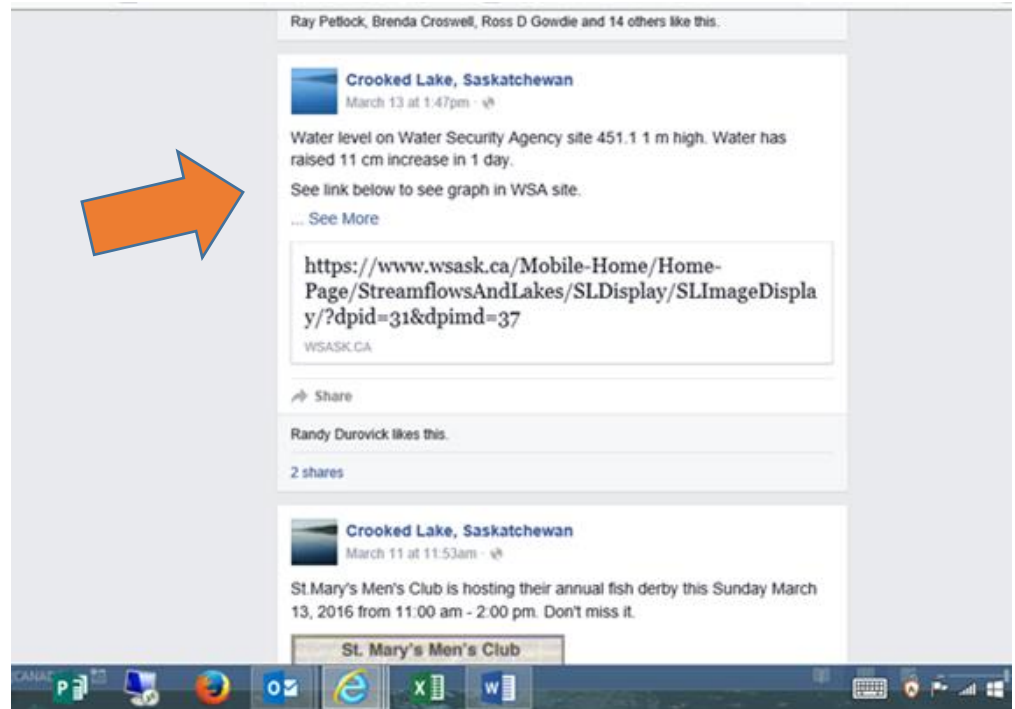 Ray Petlock, Brenda Croswell, Ross D Gowdie and 14 others like this.
Crooked Lake, Saskatchewan
March 13 at 1:47pm ·
Water level on Water Security Agency site 451.1 1 m high. Water has
raised 11 cm increase in 1 day.
See link below to see graph in WSA site.
... See More
https://www.wsask.ca/Mobile-Home/Home-
Page/StreamflowsAndLakes/SLDisplay/SLImageDispla
y/?dpid=31&dpimd=37
WSASK.CA
Share
Randy Durovick likes this.
2 shares
Crooked Lake, Saskatchewan
March 11 at 11:53am ·
St.Mary's Men's Club is hosting their annual fish derby this Sunday March
13, 2016 from 11:00 am - 2:00 pm. Don't miss it.
St. Mary's Men's Club